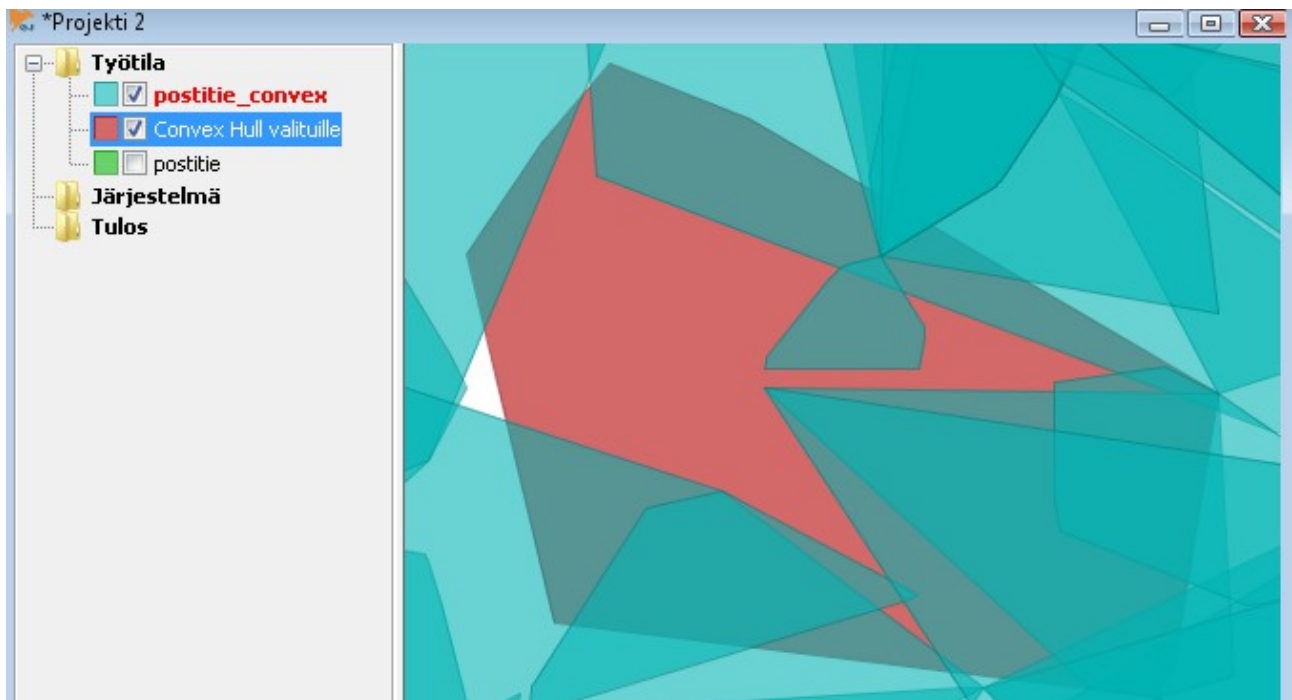 *Projekti 2
Työtila
postitie_convex
Convex Hull valituille
postitie
Järjestelmä
Tulos